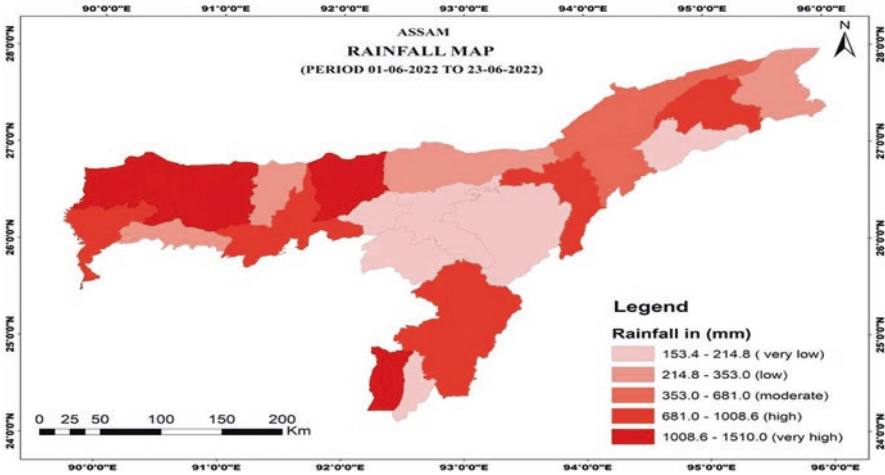 90°0'0"E 91°0'0"E 92°0'0"E 93°0'0"E 94°0'0"E 95°0'0"E 96°0'0"E
ASSAM
RAINFALL MAP
(PERIOD 01-06-2022 TO 23-06-2022)
N
28°0'0"N
28°0'0"N
27°0'0"N
27°0'0"N
26°0'0"N
26°0'0"N
25°0'0"N
25°0'0"N
24°0'0"N
24°0'0"N
Legend
Rainfall in (mm)
153.4 - 214.8 ( very low)
214.8 - 353.0 (low)
353.0 - 681.0 (moderate)
681.0 - 1008.6 (high)
1008.6 - 1510.0 (very high)
0 25 50 100 150 200
Km
90°0'0"E 91°0'0"E 92°0'0"E 93°0'0"E 94°0'0"E 95°0'0"E 96°0'0"E